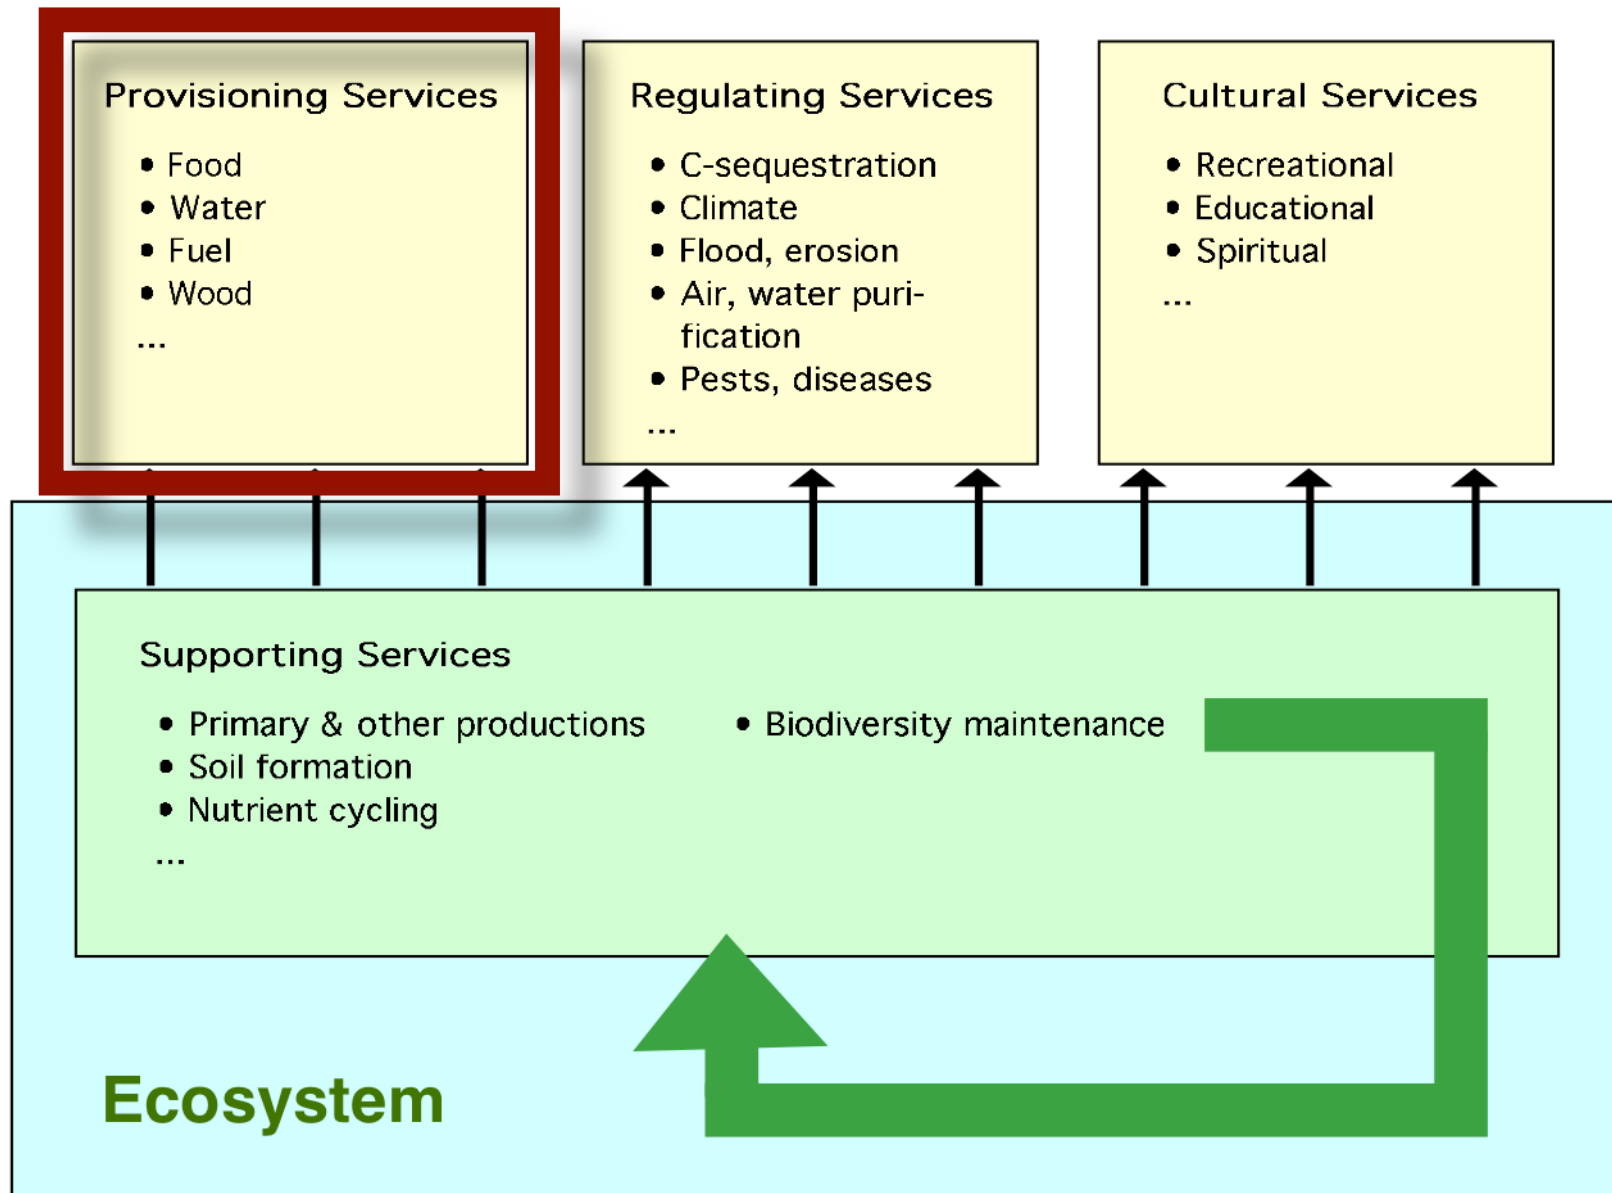 Provisioning Services
• Food
• Water
• Fuel
• Wood
...
Regulating Services
• C-sequestration
• Climate
• Flood, erosion
• Air, water puri-
fication
• Pests, diseases
...
Cultural Services
• Recreational
• Educational
• Spiritual
...
Supporting Services
• Primary & other productions
• Soil formation
• Nutrient cycling
...
• Biodiversity maintenance
Ecosystem